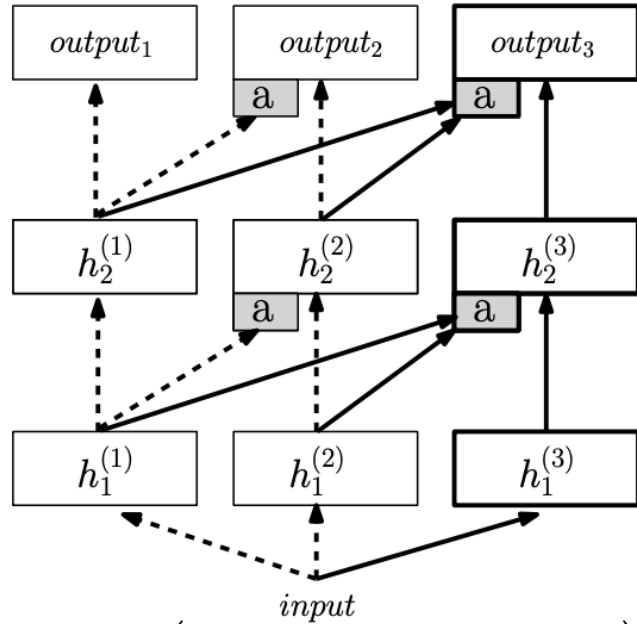 output₁ output₂ output₃
a a
h₂⁽¹⁾ h₂⁽²⁾ h₂⁽³⁾
a a
h₁⁽¹⁾ h₁⁽²⁾ h₁⁽³⁾
input